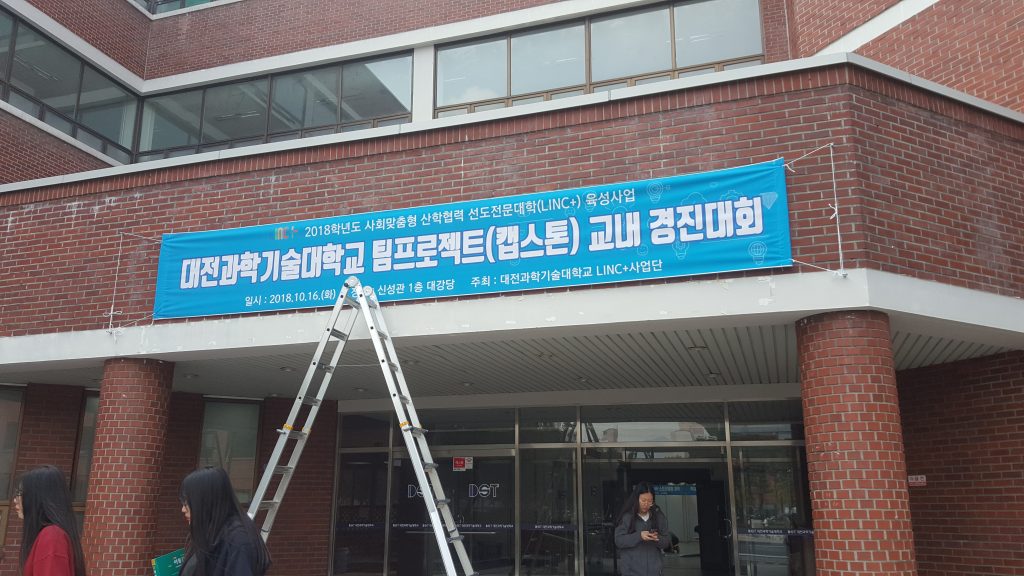 INC+ 2018학년도 사회맞춤형 산학협력 선도전문대학(LINC+) 육성사업
대전과학기술대학교 팀프로젝트(캡스톤) 교내 경진대회
일시 : 2018.10.16.(화) 신성관 1층 대강당 주최 : 대전과학기술대학교 LINC+사업단
DST DST